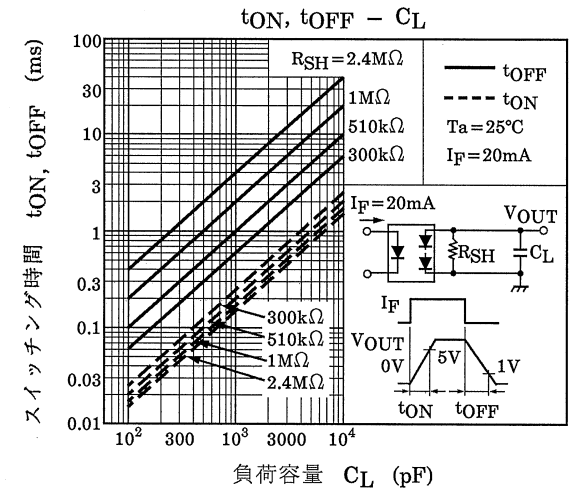 tON, tOFF – CL
スイッチング時間 tON, tOFF (ms)
100
30
10
3
1
0.3
0.1
0.03
0.01
RSH=2.4MΩ
1MΩ
510kΩ
300kΩ
300kΩ
510kΩ
1MΩ
2.4MΩ
10² 300 10³ 3000 10⁴
負荷容量 CL (pF)
tOFF
tON
Ta=25℃
IF=20mA
IF=20mA
VOUT
RSH
CL
IF
VOUT
0V
5V
1V
tON
tOFF